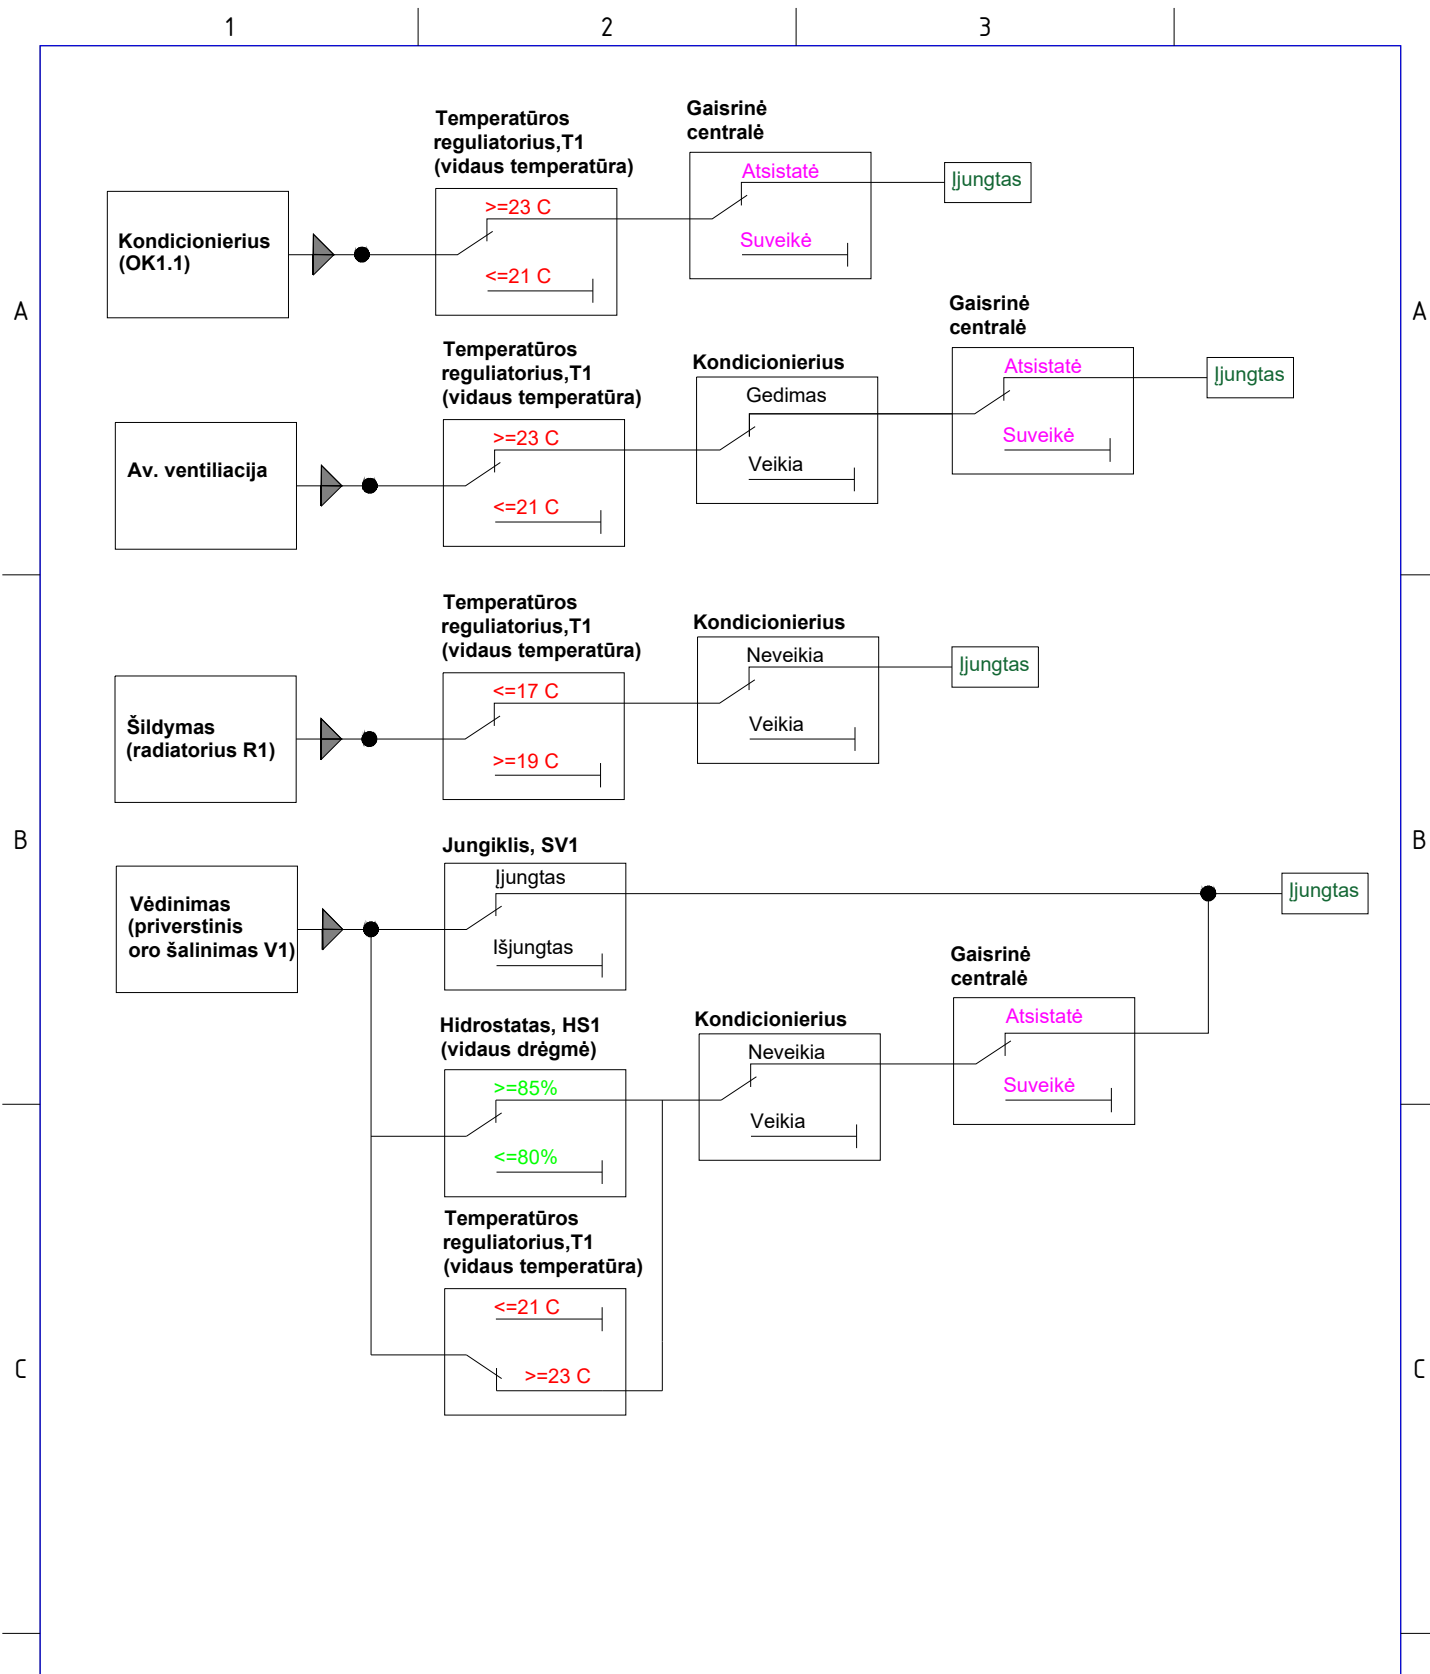 1
2
3
Temperatūros
reguliatorius,T1
(vidaus temperatūra)
Gaisrinė
centralė
Kondicionierius
(OK1.1)
>=23 C
<=21 C
Atsistatė
Suveikė
Įjungtas
A
A
Temperatūros
reguliatorius,T1
(vidaus temperatūra)
Kondicionierius
Gaisrinė
centralė
Av. ventiliacija
>=23 C
<=21 C
Gedimas
Veikia
Atsistatė
Suveikė
Įjungtas
Temperatūros
reguliatorius,T1
(vidaus temperatūra)
Kondicionierius
Šildymas
(radiatorius R1)
<=17 C
>=19 C
Neveikia
Veikia
Įjungtas
B
B
Jungiklis, SV1
Vėdinimas
(priverstinis
oro šalinimas V1)
Įjungtas
Išjungtas
Įjungtas
Hidrostatas, HS1
(vidaus drėgmė)
Kondicionierius
Gaisrinė
centralė
>=85%
<=80%
Neveikia
Veikia
Atsistatė
Suveikė
Temperatūros
reguliatorius,T1
(vidaus temperatūra)
<=21 C
>=23 C
C
C